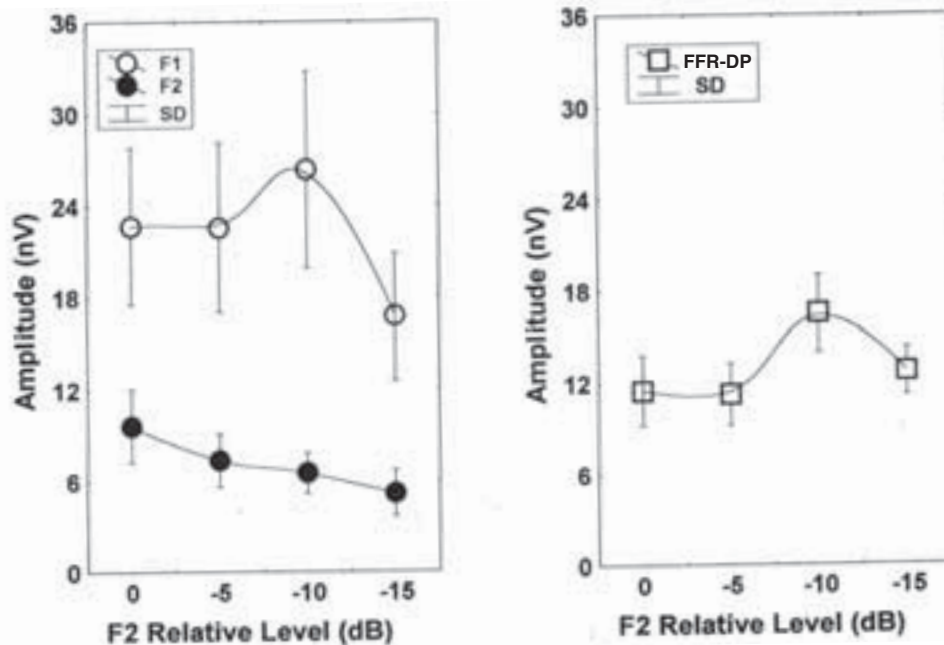 36
30
24
18
12
6
0
Amplitude (nV)
F1
F2
SD
0 -5 -10 -15
F2 Relative Level (dB)
36
30
24
18
12
6
0
Amplitude (nV)
FFR-DP
SD
0 -5 -10 -15
F2 Relative Level (dB)